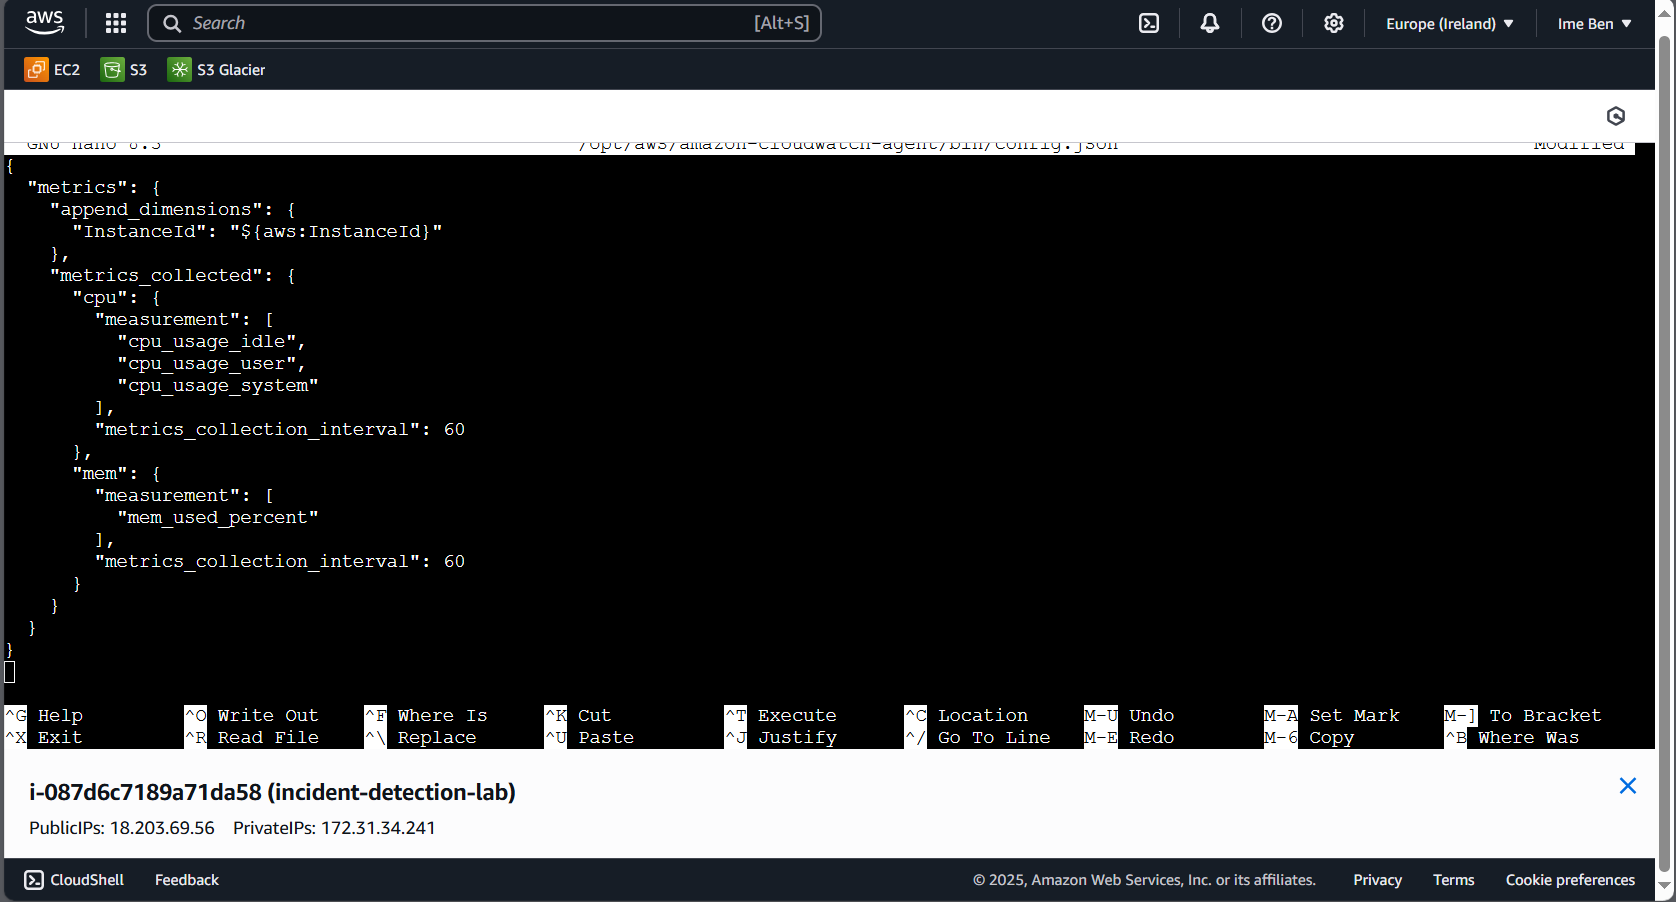 aws
Search [Alt+S]
Europe (Ireland)
Ime Ben
EC2 S3 S3 Glacier
GNU nano 8.3 /opt/aws/amazon-cloudwatch-agent/bin/config.json Modified
{
  "metrics": {
    "append_dimensions": {
      "InstanceId": "${aws:InstanceId}"
    },
    "metrics_collected": {
      "cpu": {
        "measurement": [
          "cpu_usage_idle",
          "cpu_usage_user",
          "cpu_usage_system"
        ],
        "metrics_collection_interval": 60
      },
      "mem": {
        "measurement": [
          "mem_used_percent"
        ],
        "metrics_collection_interval": 60
      }
    }
  }
}
^G Help ^O Write Out ^F Where Is ^K Cut ^T Execute ^C Location M-U Undo M-A Set Mark M-] To Bracket
^X Exit ^R Read File ^\ Replace ^U Paste ^J Justify ^/ Go To Line M-E Redo M-6 Copy ^B Where Was
i-087d6c7189a71da58 (incident-detection-lab)
PublicIPs: 18.203.69.56 PrivateIPs: 172.31.34.241
CloudShell Feedback © 2025, Amazon Web Services, Inc. or its affiliates. Privacy Terms Cookie preferences